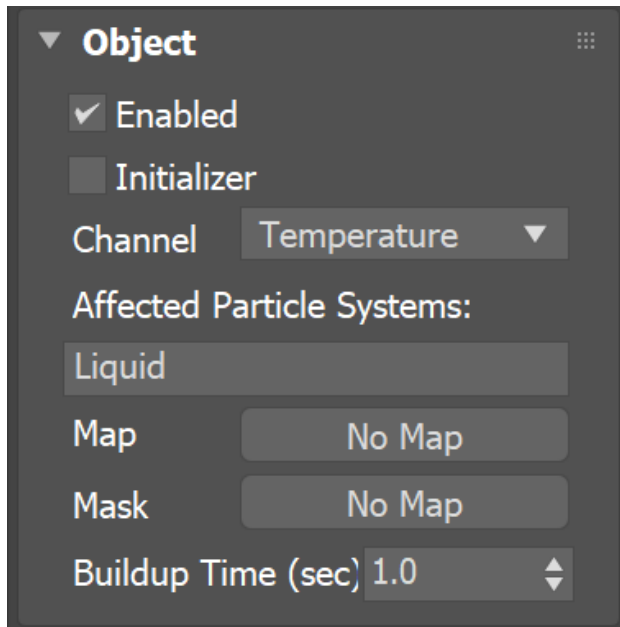 Object
Enabled
Initializer
Channel Temperature
Affected Particle Systems:
Liquid
Map No Map
Mask No Map
Buildup Time (sec) 1.0